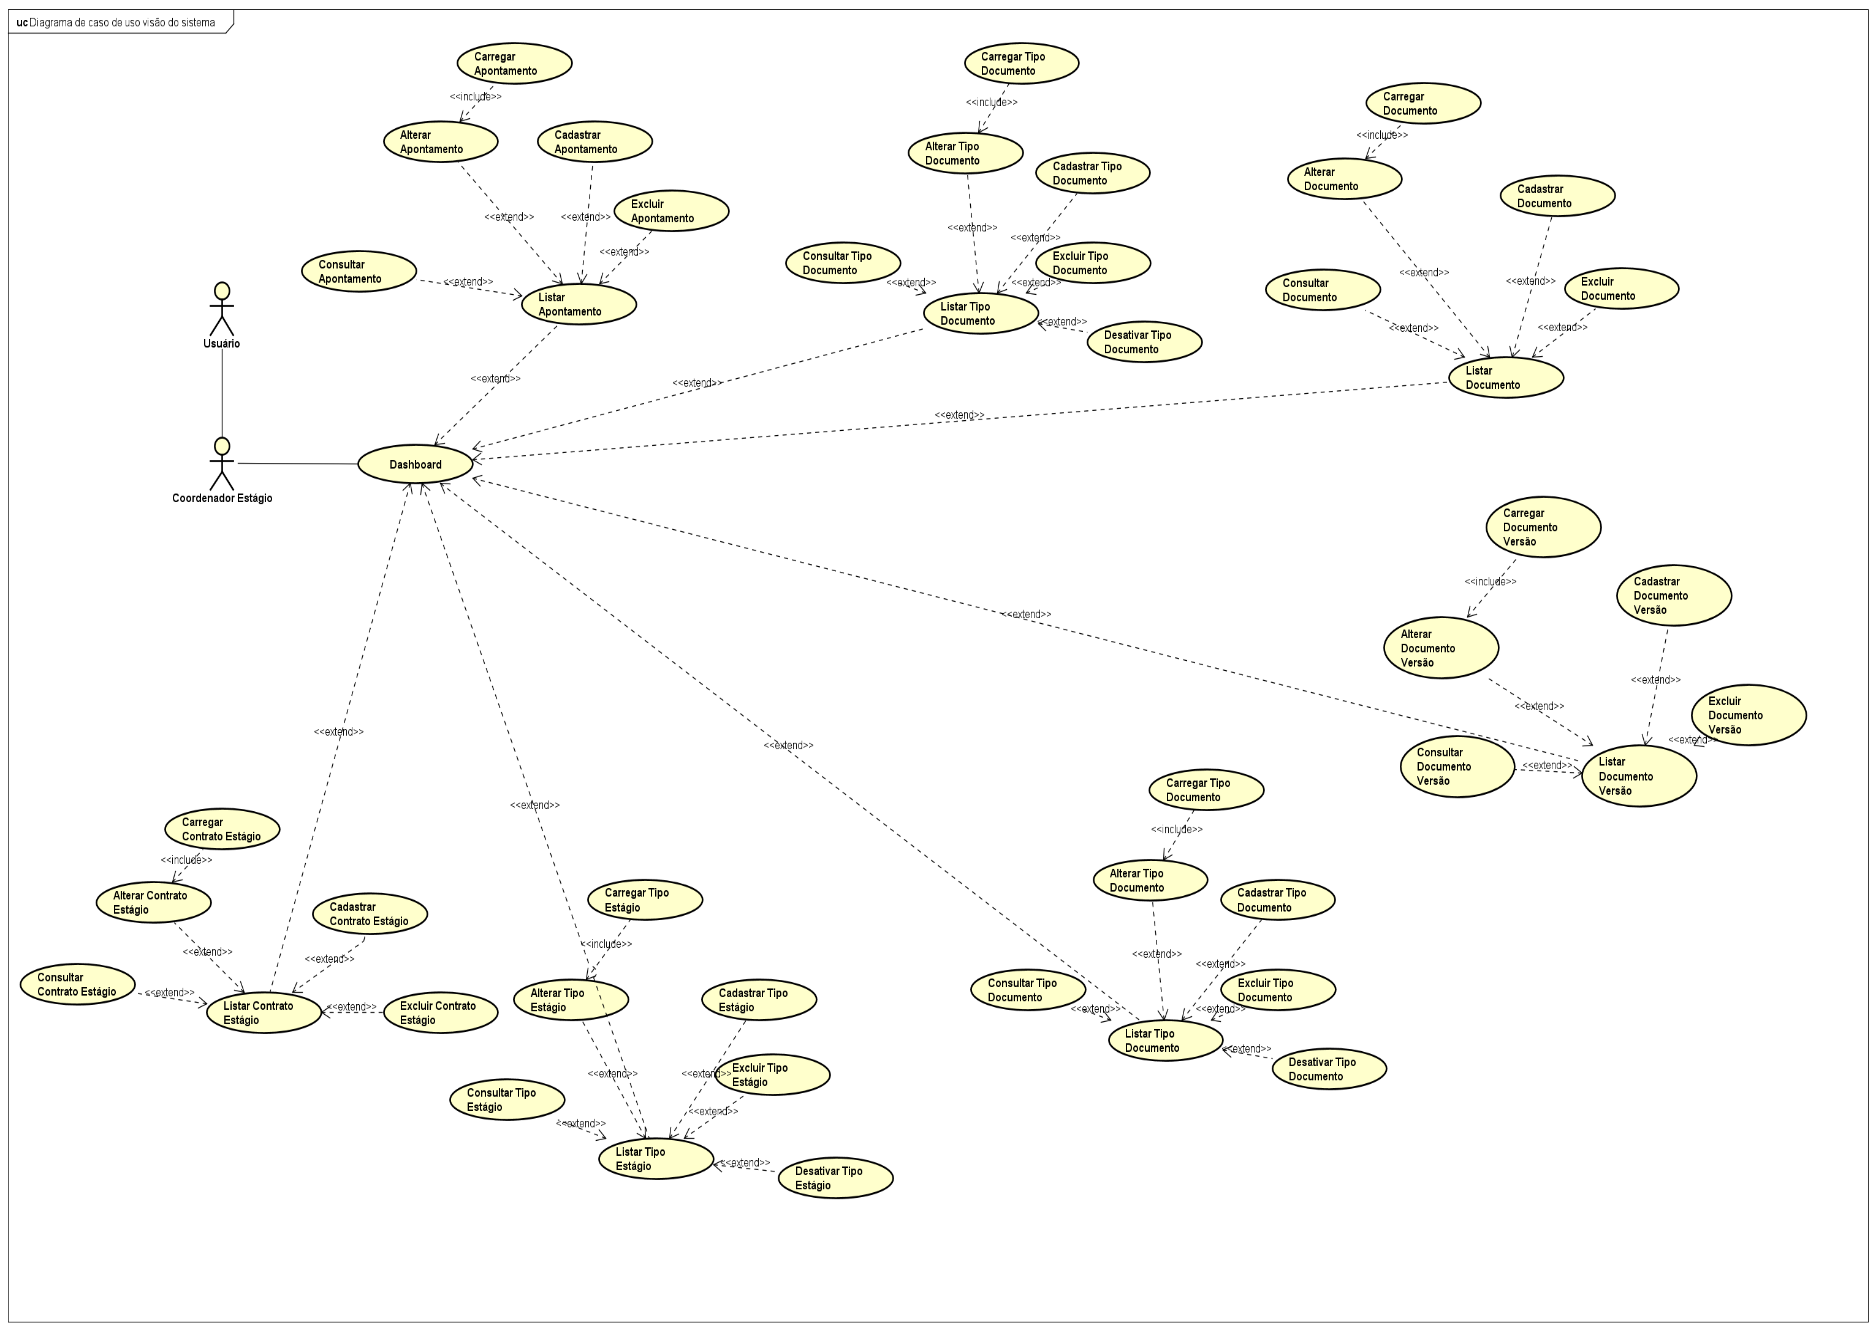 uc Diagrama de caso de uso visão do sistema
Carregar
Apontamento
<<include>>
Alterar
Apontamento
Cadastrar
Apontamento
Excluir
Apontamento
<<extend>>
<<extend>>
<<extend>>
Consultar
Apontamento
<<extend>>
Listar
Apontamento
<<extend>>
Carregar Tipo
Documento
<<include>>
Alterar Tipo
Documento
Cadastrar Tipo
Documento
<<extend>>
<<extend>>
Consultar Tipo
Documento
<<extend>>
Excluir Tipo
Documento
<<extend>>
Listar Tipo
Documento
<<extend>>
Desativar Tipo
Documento
<<extend>>
Carregar
Documento
<<include>>
Alterar
Documento
Cadastrar
Documento
<<extend>>
<<extend>>
Consultar
Documento
<<extend>>
Excluir
Documento
<<extend>>
Listar
Documento
<<extend>>
Usuário
Coordenador Estágio
Dashboard
Carregar
Documento
Versão
<<include>>
Cadastrar
Documento
Versão
Alterar
Documento
Versão
<<extend>>
<<extend>>
Excluir
Documento
Versão
<<extend>>
Consultar
Documento
Versão
<<extend>>
Listar
Documento
Versão
<<extend>>
<<extend>>
<<extend>>
<<extend>>
Carregar
Contrato Estágio
<<include>>
Alterar Contrato
Estágio
Cadastrar
Contrato Estágio
<<extend>>
<<extend>>
Consultar
Contrato Estágio
<<extend>>
Listar Contrato
Estágio
<<extend>>
Excluir Contrato
Estágio
Carregar Tipo
Estágio
<<include>>
Alterar Tipo
Estágio
Cadastrar Tipo
Estágio
<<extend>>
<<extend>>
Excluir Tipo
Estágio
<<extend>>
Consultar Tipo
Estágio
<<extend>>
Listar Tipo
Estágio
<<extend>>
Desativar Tipo
Estágio
Carregar Tipo
Documento
<<include>>
Alterar Tipo
Documento
Cadastrar Tipo
Documento
<<extend>>
<<extend>>
Consultar Tipo
Documento
<<extend>>
Excluir Tipo
Documento
<<extend>>
Listar Tipo
Documento
<<extend>>
Desativar Tipo
Documento